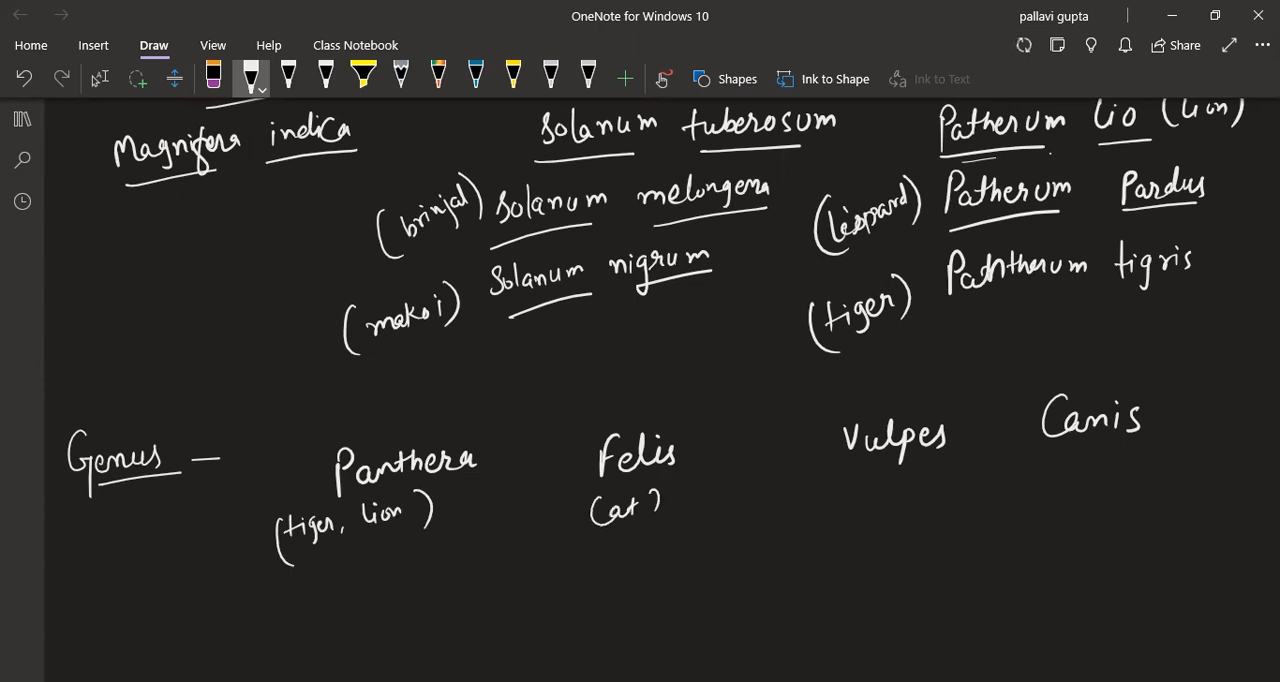 OneNote for Windows 10
pallavi gupta
Home Insert Draw View Help Class Notebook
Share
Shapes Ink to Shape Ink to Text
Magnifera indica Solanum tuberosum Patherum lio (lion)
(brinjal) Solanum melongena (leoppard) Patherum Pardus
(makoi) Solanum nigrum (tiger) Pahtherum tigris
Genus — Panthera Felis Vulpes Canis
(tiger, lion) (cat)